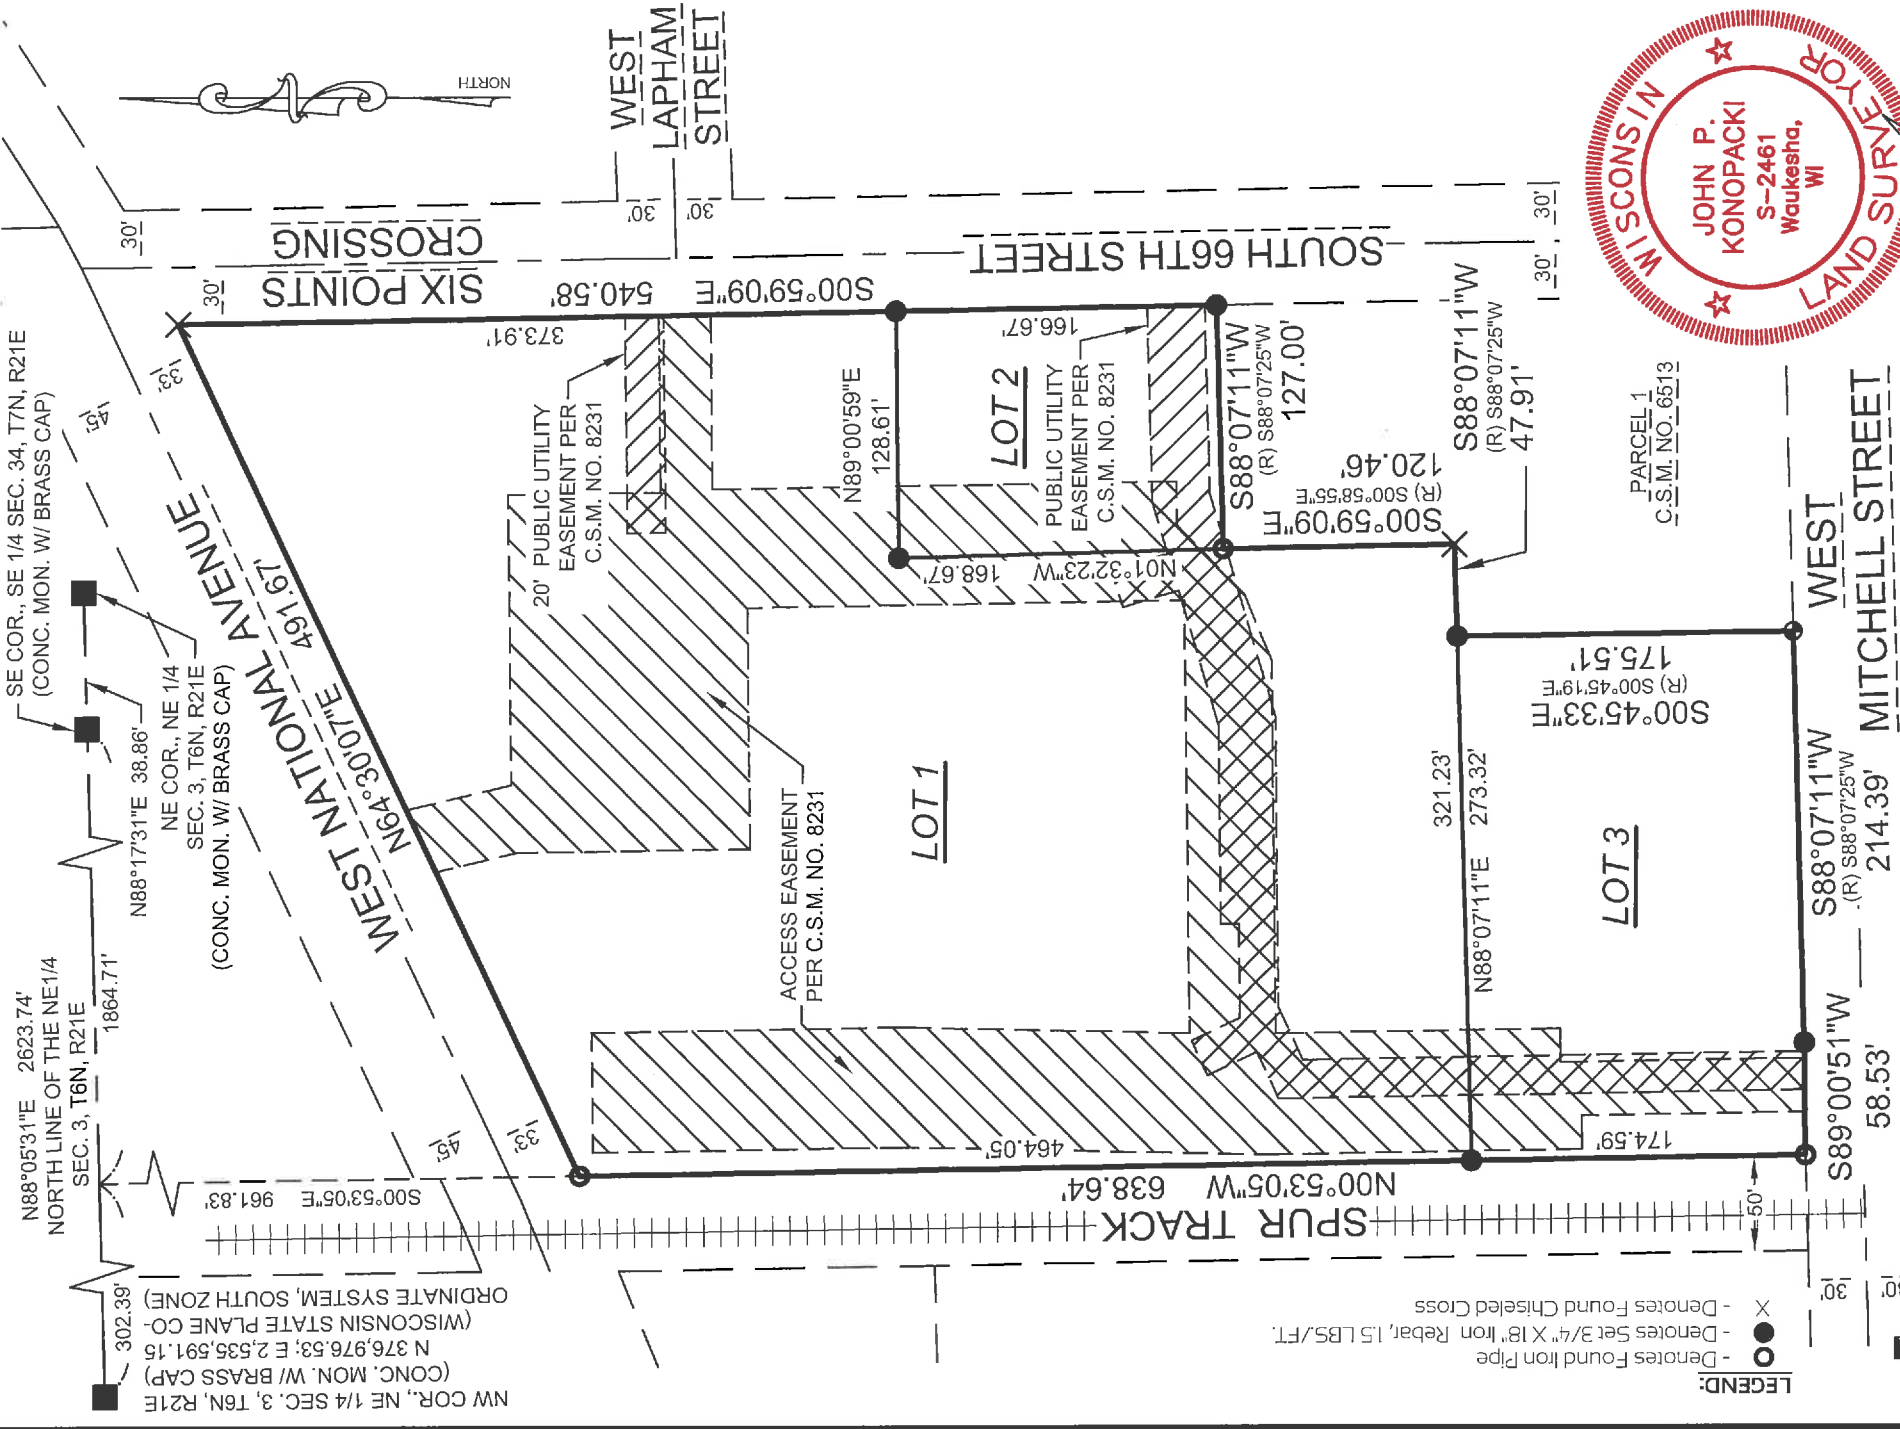 SE COR., SE 1/4 SEC. 34, T7N, R21E
(CONC. MON. W/ BRASS CAP)
N88°17'31"E 38.86'
NE COR., NE 1/4
SEC. 3, T6N, R21E
(CONC. MON. W/ BRASS CAP)
N88°05'31"E 2623.74'
NORTH LINE OF THE NE1/4
SEC. 3, T6N, R21E
1864.71'
302.39'
NW COR., NE 1/4 SEC. 3, T6N, R21E
(CONC. MON. W/ BRASS CAP)
N 376,976.53; E 2,535,591.15
(WISCONSIN STATE PLANE CO-
ORDINATE SYSTEM, SOUTH ZONE)
S00°53'05"E 961.83'
NORTH
WEST NATIONAL AVENUE
N64°30'07"E
491.67'
45'
33'
45'
33'
30'
30'
SIX POINTS
CROSSING
WEST
LAPHAM
STREET
30'
30'
SOUTH 66TH STREET
30'
30'
S00°59'09"E 540.58'
373.91'
166.67'
20' PUBLIC UTILITY
EASEMENT PER
C.S.M. NO. 8231
N89°00'59"E
128.61'
LOT 2
PUBLIC UTILITY
EASEMENT PER
C.S.M. NO. 8231
N01°32'23"W 168.67'
S88°07'11"W
(R) S88°07'25"W
127.00'
S00°59'09"E
(R) S00°58'55"E
120.46'
S88°07'11"W
(R) S88°07'25"W
47.91'
PARCEL 1
C.S.M. NO. 6513
LOT 1
ACCESS EASEMENT
PER C.S.M. NO. 8231
321.23'
N88°07'11"E 273.32'
S00°45'33"E
(R) S00°45'19"E
175.51'
LOT 3
WEST
MITCHELL STREET
S88°07'11"W
(R) S88°07'25"W
214.39'
S89°00'51"W
58.53'
464.05'
174.59'
N00°53'05"W 638.64'
SPUR TRACK
50'
30'
LEGEND:
- Denotes Found Iron Pipe
- Denotes Set 3/4" X 18" Iron Rebar, 1.5 LBS./FT.
X - Denotes Found Chiseled Cross
WISCONSIN
LAND SURVEYOR
JOHN P.
KONOPACKI
S-2461
Waukesha,
WI